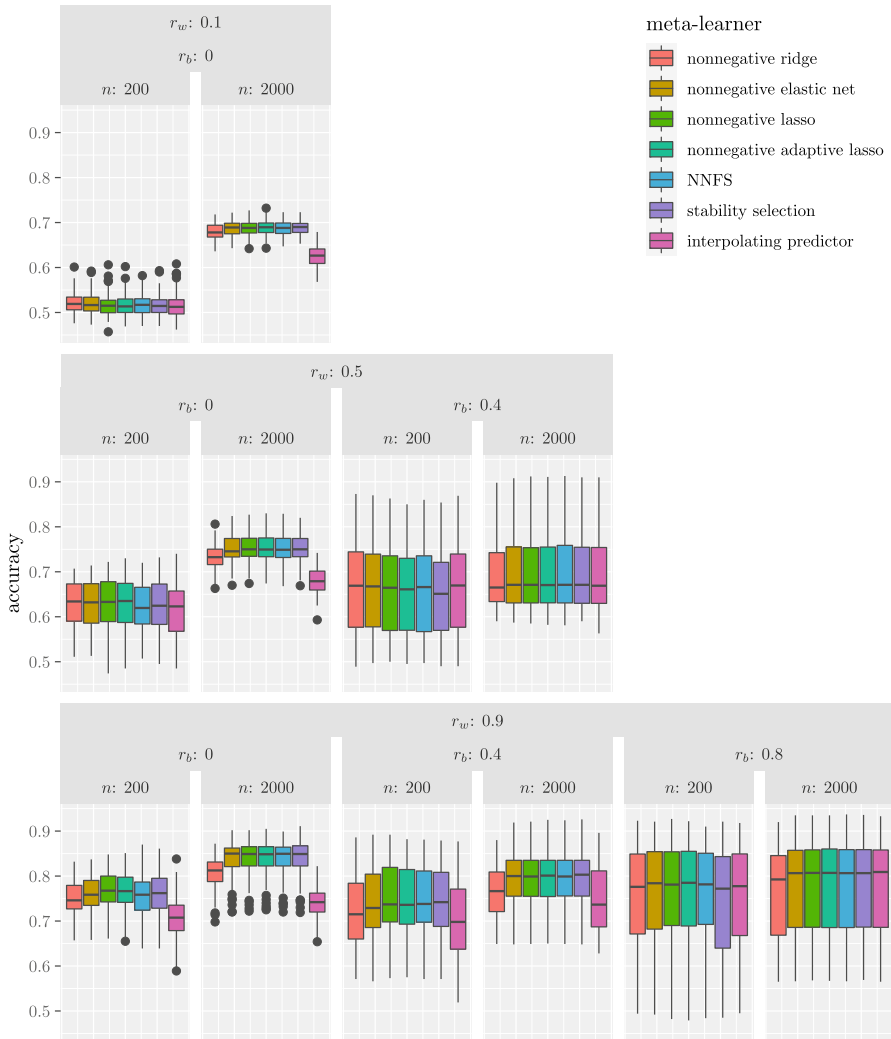 r_w: 0.1
r_b: 0
n: 200
n: 2000
0.9
0.8
0.7
0.6
0.5
meta-learner
nonnegative ridge
nonnegative elastic net
nonnegative lasso
nonnegative adaptive lasso
NNFS
stability selection
interpolating predictor
accuracy
r_w: 0.5
r_b: 0
r_b: 0.4
n: 200
n: 2000
n: 200
n: 2000
0.9
0.8
0.7
0.6
0.5
r_w: 0.9
r_b: 0
r_b: 0.4
r_b: 0.8
n: 200
n: 2000
n: 200
n: 2000
n: 200
n: 2000
0.9
0.8
0.7
0.6
0.5